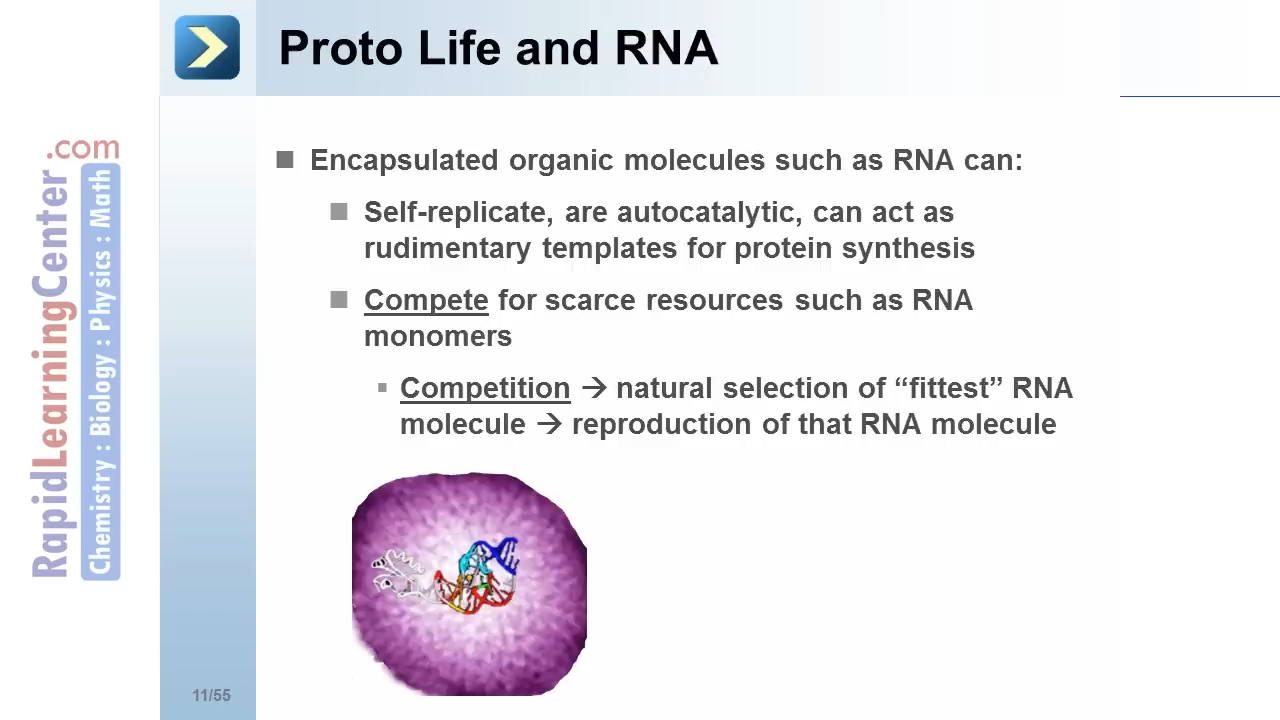 Proto Life and RNA
■ Encapsulated organic molecules such as RNA can:
■ Self-replicate, are autocatalytic, can act as
rudimentary templates for protein synthesis
■ Compete for scarce resources such as RNA
monomers
▪ Competition → natural selection of “fittest” RNA
molecule → reproduction of that RNA molecule
RapidLearningCenter.com
Chemistry : Biology : Physics : Math
11/55